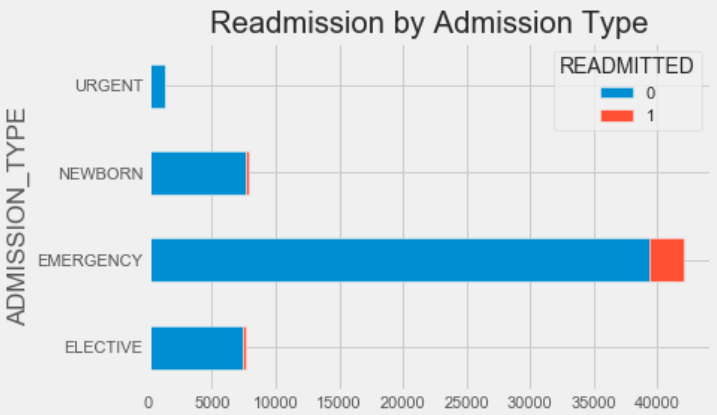 Readmission by Admission Type
READMITTED
0
1
ADMISSION_TYPE
URGENT
NEWBORN
EMERGENCY
ELECTIVE
0 5000 10000 15000 20000 25000 30000 35000 40000